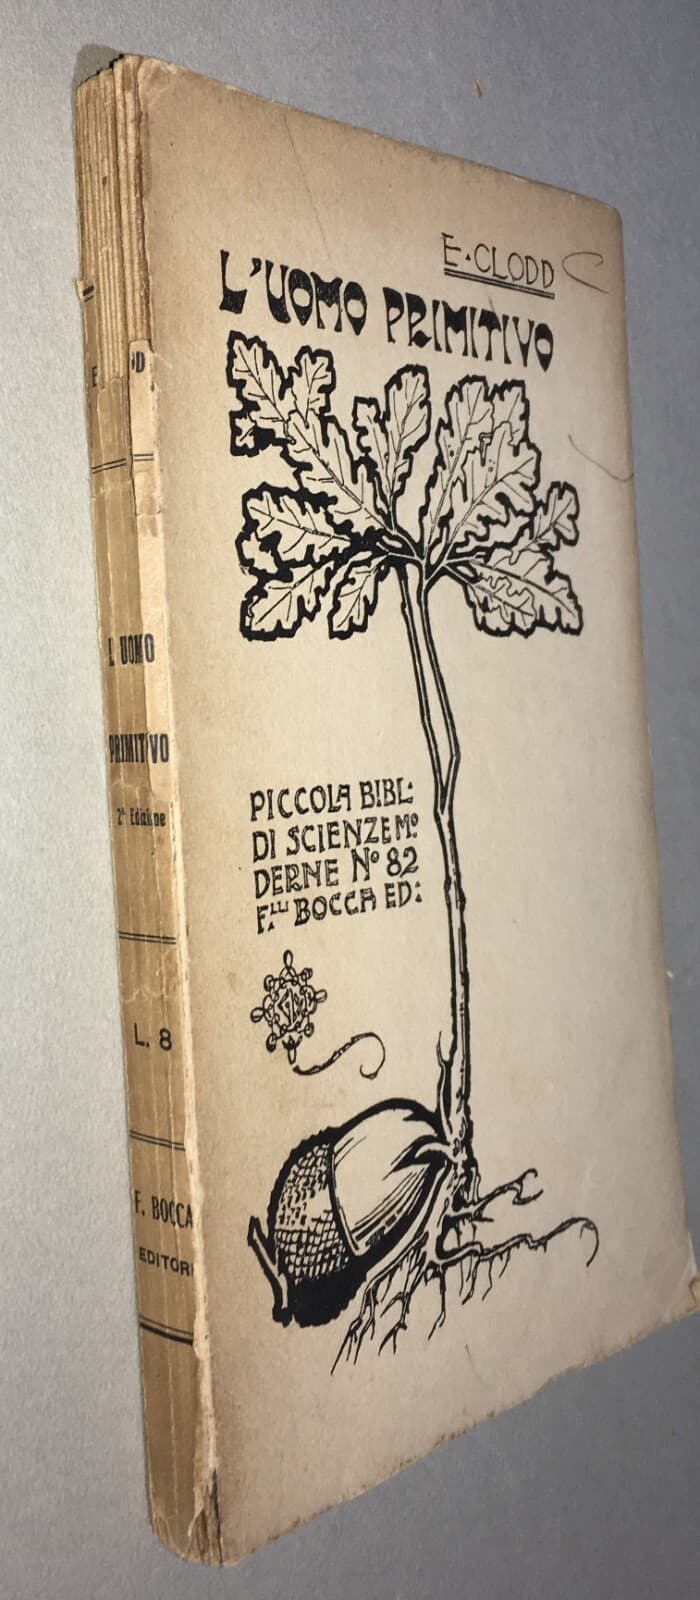 E. CLODD
L'UOMO PRIMITIVO
PICCOLA BIBL:
DI SCIENZE MO
DERNE No 82
F.LLI BOCCA ED:
L UOMO
PRIMITIVO
2a Edizione
L. 8
F. BOCCA
EDITORI